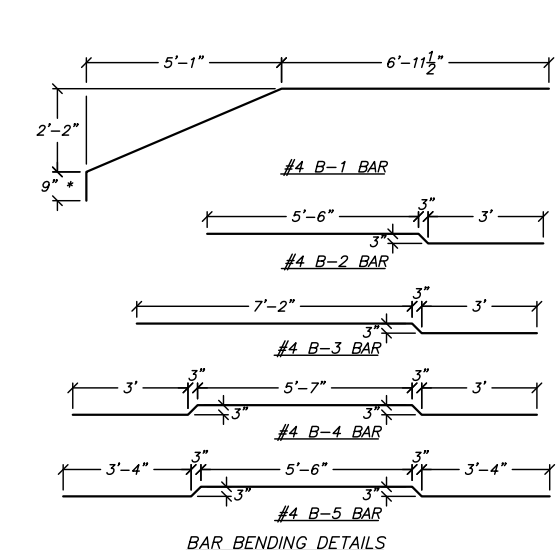 5'-1" 6'-11 1/2"
2'-2"
9" *
#4 B-1 BAR
5'-6" 3" 3'
3"
#4 B-2 BAR
7'-2" 3" 3'
3"
#4 B-3 BAR
3' 3" 5'-7" 3" 3'
3" 3"
#4 B-4 BAR
3'-4" 3" 5'-6" 3" 3'-4"
3" 3"
#4 B-5 BAR
BAR BENDING DETAILS